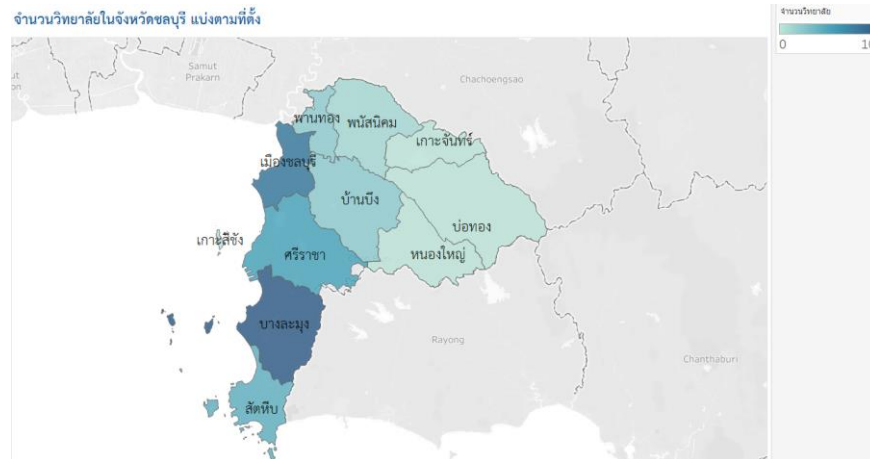 จำนวนวิทยาลัยในจังหวัดชลบุรี แบ่งตามที่ตั้ง
จำนวนวิทยาลัย
0
10
Samut
Prakarn
Chachoengsao
พานทอง
พนัสนิคม
เกาะจันทร์
เมืองชลบุรี
บ้านบึง
บ่อทอง
เกาะสีชัง
ศรีราชา
หนองใหญ่
บางละมุง
Rayong
Chanthaburi
สัตหีบ